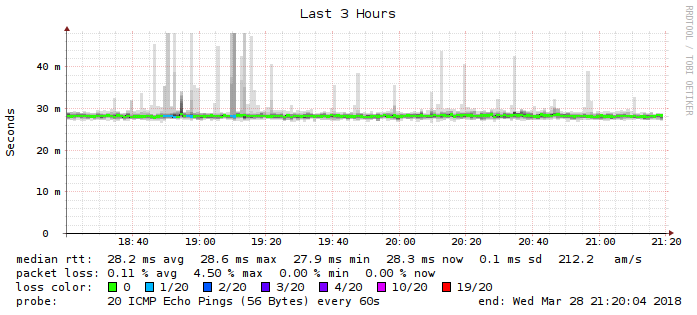 Last 3 Hours
RRDTOOL / TOBI OETIKER
Seconds
40 m
30 m
20 m
10 m
0
18:40 19:00 19:20 19:40 20:00 20:20 20:40 21:00 21:20
median rtt: 28.2 ms avg 28.6 ms max 27.9 ms min 28.3 ms now 0.1 ms sd 212.2 am/s
packet loss: 0.11 % avg 4.50 % max 0.00 % min 0.00 % now
loss color: 0 1/20 2/20 3/20 4/20 10/20 19/20
probe: 20 ICMP Echo Pings (56 Bytes) every 60s end: Wed Mar 28 21:20:04 2018